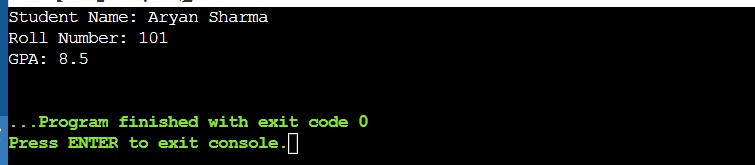 Student Name: Aryan Sharma
Roll Number: 101
GPA: 8.5
...Program finished with exit code 0
Press ENTER to exit console.